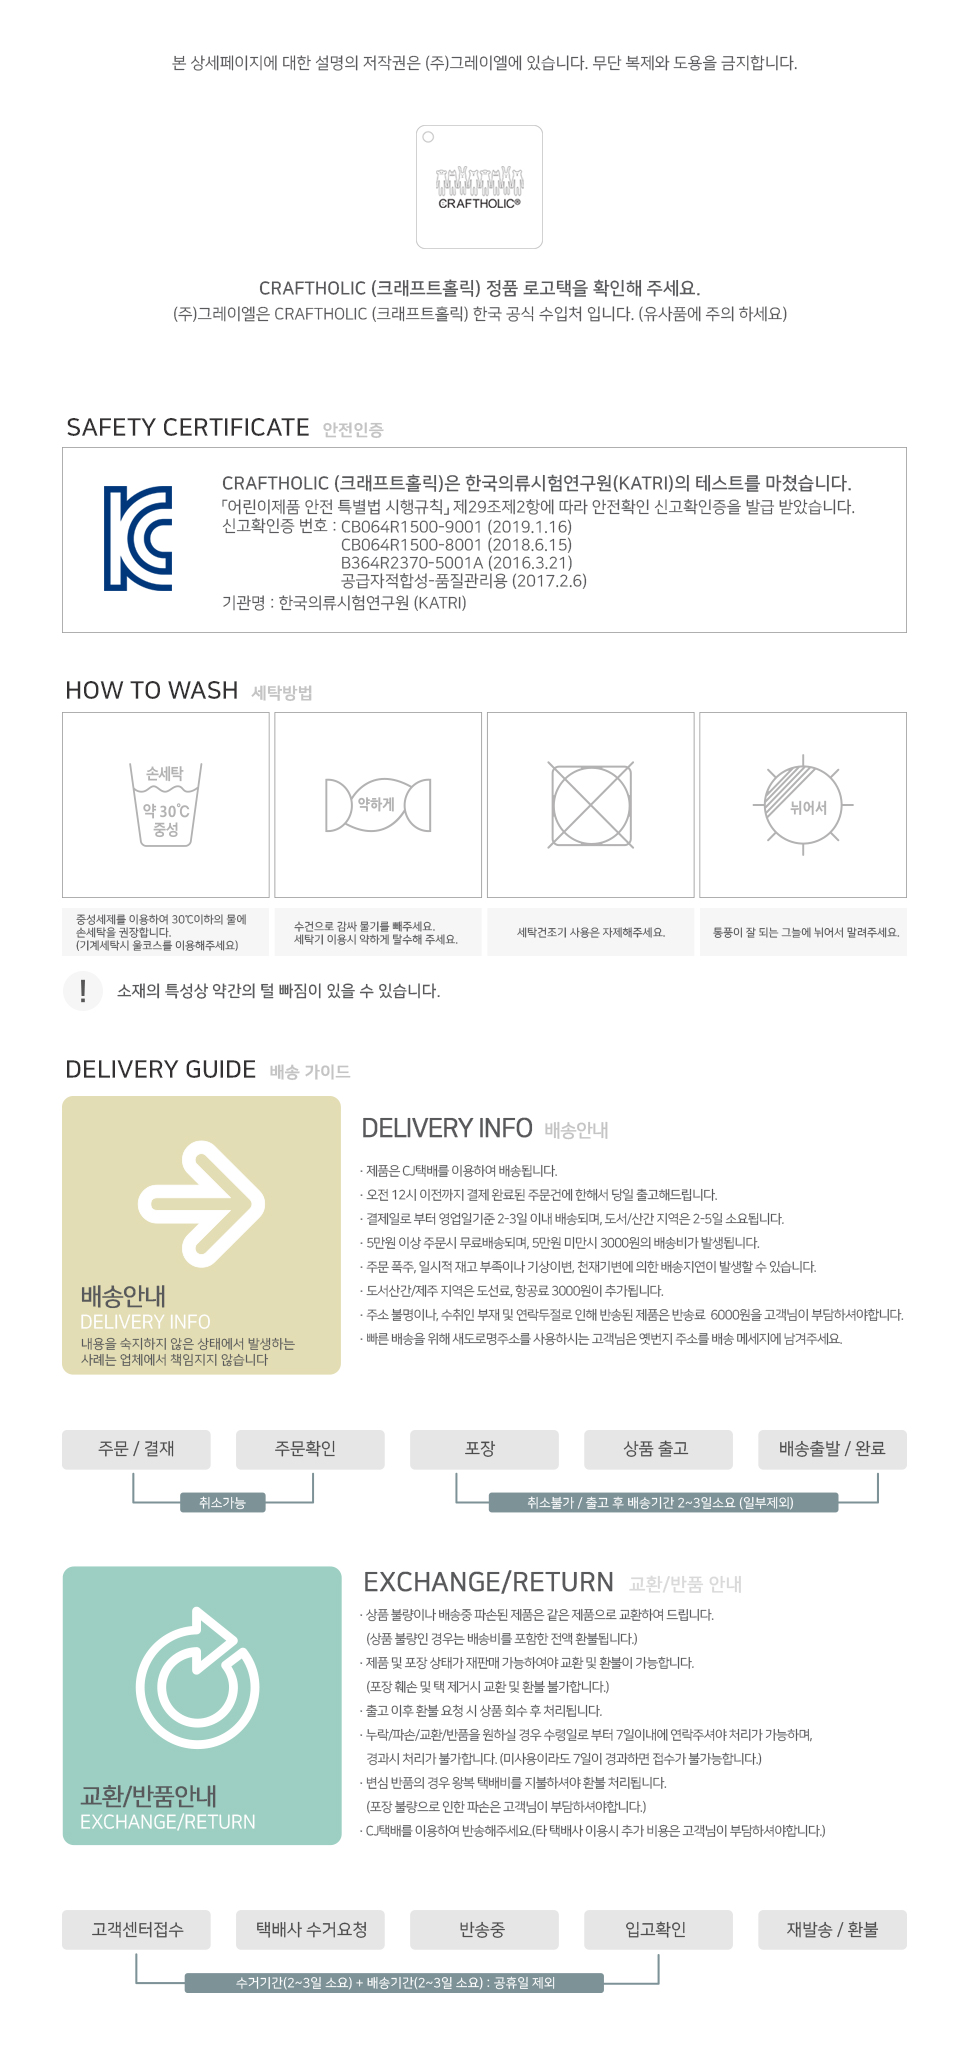 본 상세페이지에 대한 설명의 저작권은 (주)그레이엘에 있습니다. 무단 복제와 도용을 금지합니다.
CRAFTHOLIC®
CRAFTHOLIC (크래프트홀릭) 정품 로고택을 확인해 주세요.
(주)그레이엘은 CRAFTHOLIC (크래프트홀릭) 한국 공식 수입처 입니다. (유사품에 주의 하세요)
SAFETY CERTIFICATE 안전인증
CRAFTHOLIC (크래프트홀릭)은 한국의류시험연구원(KATRI)의 테스트를 마쳤습니다.
「어린이제품 안전 특별법 시행규칙」 제29조제2항에 따라 안전확인 신고확인증을 발급 받았습니다.
신고확인증 번호 : CB064R1500-9001 (2019.1.16)
CB064R1500-8001 (2018.6.15)
B364R2370-5001A (2016.3.21)
공급자적합성-품질관리용 (2017.2.6)
기관명 : 한국의류시험연구원 (KATRI)
HOW TO WASH 세탁방법
손세탁
약 30℃
중성
약하게
뉘어서
중성세제를 이용하여 30℃이하의 물에
손세탁을 권장합니다.
(기계세탁시 울코스를 이용해주세요)
수건으로 감싸 물기를 빼주세요.
세탁기 이용시 약하게 탈수해 주세요.
세탁건조기 사용은 자제해주세요.
통풍이 잘 되는 그늘에 뉘어서 말려주세요.
! 소재의 특성상 약간의 털 빠짐이 있을 수 있습니다.
DELIVERY GUIDE 배송 가이드
배송안내
DELIVERY INFO
내용을 숙지하지 않은 상태에서 발생하는
사례는 업체에서 책임지지 않습니다
DELIVERY INFO 배송안내
· 제품은 CJ택배를 이용하여 배송됩니다.
· 오전 12시 이전까지 결제 완료된 주문건에 한해서 당일 출고해드립니다.
· 결제일로 부터 영업일기준 2-3일 이내 배송되며, 도서/산간 지역은 2-5일 소요됩니다.
· 5만원 이상 주문시 무료배송되며, 5만원 미만시 3000원의 배송비가 발생됩니다.
· 주문 폭주, 일시적 재고 부족이나 기상이변, 천재기변에 의한 배송지연이 발생할 수 있습니다.
· 도서산간/제주 지역은 도선료, 항공료 3000원이 추가됩니다.
· 주소 불명이나, 수취인 부재 및 연락두절로 인해 반송된 제품은 반송료 6000원을 고객님이 부담하셔야합니다.
· 빠른 배송을 위해 새도로명주소를 사용하시는 고객님은 옛번지 주소를 배송 메세지에 남겨주세요.
주문 / 결재
주문확인
포장
상품 출고
배송출발 / 완료
취소가능
취소불가 / 출고 후 배송기간 2~3일소요 (일부제외)
교환/반품안내
EXCHANGE/RETURN
EXCHANGE/RETURN 교환/반품 안내
· 상품 불량이나 배송중 파손된 제품은 같은 제품으로 교환하여 드립니다.
(상품 불량인 경우는 배송비를 포함한 전액 환불됩니다.)
· 제품 및 포장 상태가 재판매 가능하여야 교환 및 환불이 가능합니다.
(포장 훼손 및 택 제거시 교환 및 환불 불가합니다.)
· 출고 이후 환불 요청 시 상품 회수 후 처리됩니다.
· 누락/파손/교환/반품을 원하실 경우 수령일로 부터 7일이내에 연락주셔야 처리가 가능하며,
경과시 처리가 불가합니다. (미사용이라도 7일이 경과하면 접수가 불가능합니다.)
· 변심 반품의 경우 왕복 택배비를 지불하셔야 환불 처리됩니다.
(포장 불량으로 인한 파손은 고객님이 부담하셔야합니다.)
· CJ택배를 이용하여 반송해주세요.(타 택배사 이용시 추가 비용은 고객님이 부담하셔야합니다.)
고객센터접수
택배사 수거요청
반송중
입고확인
재발송 / 환불
수거기간(2~3일 소요) + 배송기간(2~3일 소요) : 공휴일 제외